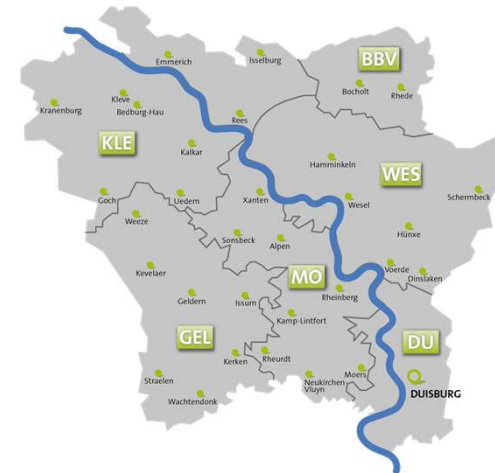 Emmerich
Isselburg
BBV
Bocholt
Rhede
Kleve
Bedburg-Hau
Kranenburg
Rees
KLE
Kalkar
Hamminkeln
WES
Goch
Uedem
Xanten
Wesel
Schermbeck
Weeze
Sonsbeck
Alpen
Hünxe
Kevelaer
MO
Voerde
Dinslaken
Geldern
Issum
Rheinberg
Kamp-Lintfort
GEL
DU
Kerken
Rheurdt
Straelen
Neukirchen
Vluyn
Moers
DUISBURG
Wachtendonk